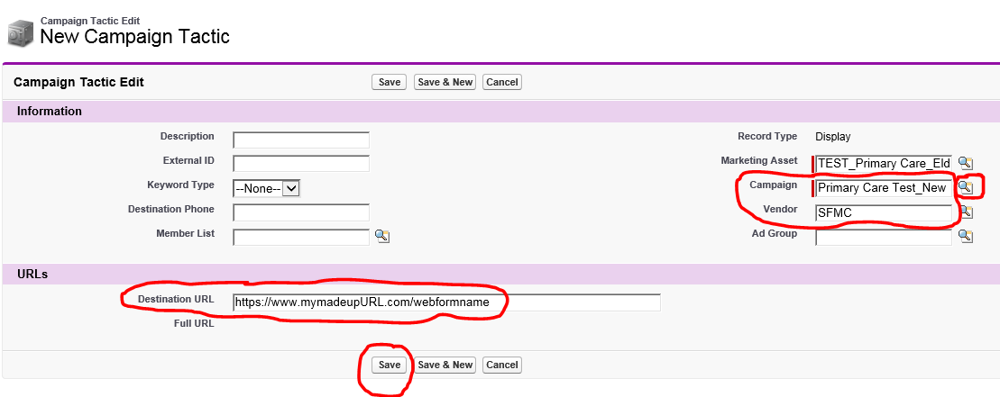 Campaign Tactic Edit
New Campaign Tactic
Campaign Tactic Edit Save Save & New Cancel
Information
Description Record Type Display
External ID Marketing Asset TEST_Primary Care_Eld
Keyword Type --None-- Campaign Primary Care Test_New
Destination Phone Vendor SFMC
Member List Ad Group
URLs
Destination URL https://www.mymadeupURL.com/webformname
Full URL
Save Save & New Cancel